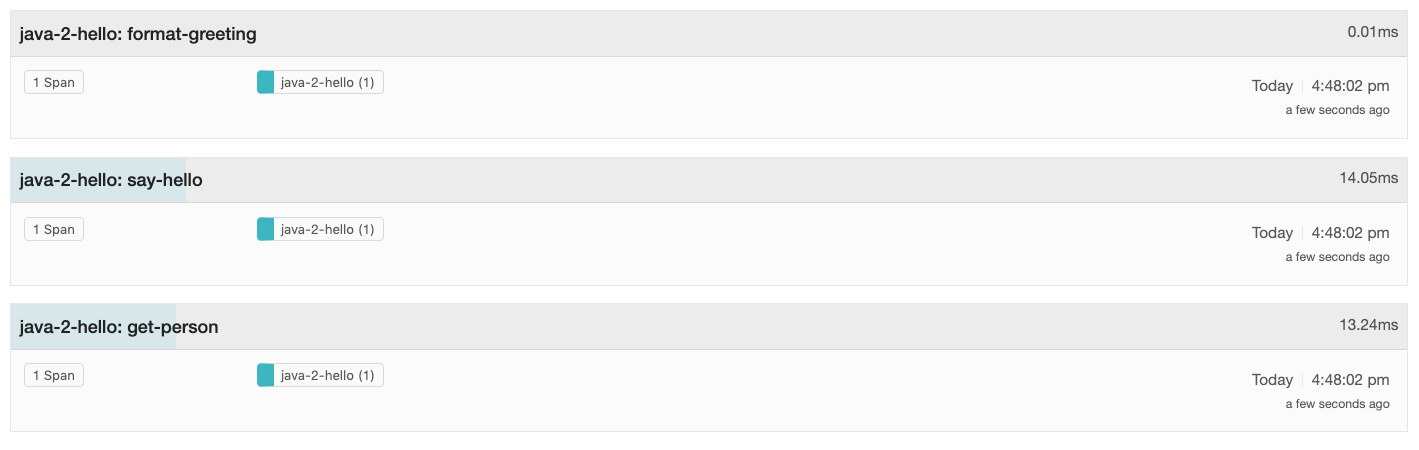 java-2-hello: format-greeting 0.01ms
1 Span java-2-hello (1) Today 4:48:02 pm
a few seconds ago
java-2-hello: say-hello 14.05ms
1 Span java-2-hello (1) Today 4:48:02 pm
a few seconds ago
java-2-hello: get-person 13.24ms
1 Span java-2-hello (1) Today 4:48:02 pm
a few seconds ago